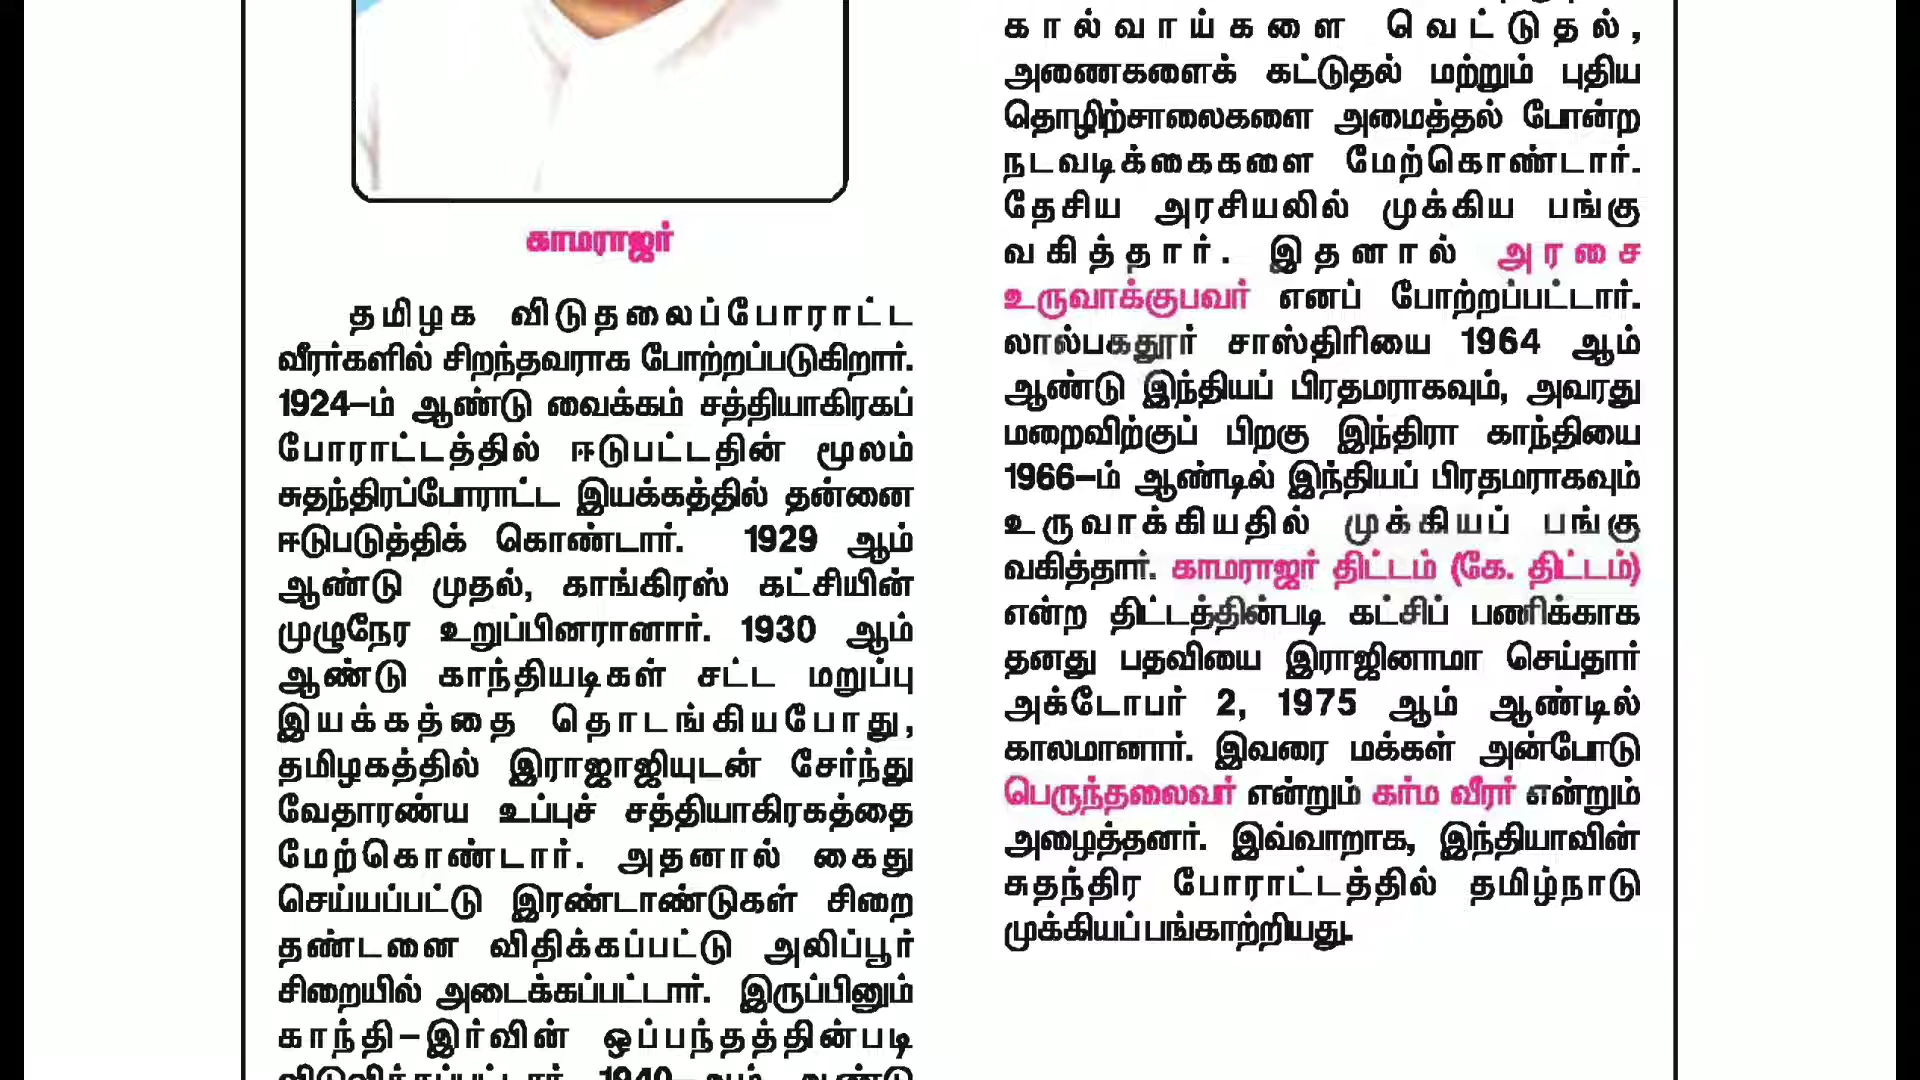 காமராஜர்
தமிழக விடுதலைப்போராட்ட
வீரர்களில் சிறந்தவராக போற்றப்படுகிறார்.
1924-ம் ஆண்டு வைக்கம் சத்தியாகிரகப்
போராட்டத்தில் ஈடுபட்டதின் மூலம்
சுதந்திரப்போராட்ட இயக்கத்தில் தன்னை
ஈடுபடுத்திக் கொண்டார். 1929 ஆம்
ஆண்டு முதல், காங்கிரஸ் கட்சியின்
முழுநேர உறுப்பினரானார். 1930 ஆம்
ஆண்டு காந்தியடிகள் சட்ட மறுப்பு
இயக்கத்தை தொடங்கியபோது,
தமிழகத்தில் இராஜாஜியுடன் சேர்ந்து
வேதாரண்ய உப்புச் சத்தியாகிரகத்தை
மேற்கொண்டார். அதனால் கைது
செய்யப்பட்டு இரண்டாண்டுகள் சிறை
தண்டனை விதிக்கப்பட்டு அலிப்பூர்
சிறையில் அடைக்கப்பட்டார். இருப்பினும்
காந்தி-இர்வின் ஒப்பந்தத்தின்படி
விடுவிக்கப்பட்டார் 1940-ஆம் ஆண்டு
கால்வாய்களை வெட்டுதல்,
அணைகளைக் கட்டுதல் மற்றும் புதிய
தொழிற்சாலைகளை அமைத்தல் போன்ற
நடவடிக்கைகளை மேற்கொண்டார்.
தேசிய அரசியலில் முக்கிய பங்கு
வகித்தார். இதனால் அரசை
உருவாக்குபவர் எனப் போற்றப்பட்டார்.
லால்பகதூர் சாஸ்திரியை 1964 ஆம்
ஆண்டு இந்தியப் பிரதமராகவும், அவரது
மறைவிற்குப் பிறகு இந்திரா காந்தியை
1966-ம் ஆண்டில் இந்தியப் பிரதமராகவும்
உருவாக்கியதில் முக்கியப் பங்கு
வகித்தார். காமராஜர் திட்டம் (கே. திட்டம்)
என்ற திட்டத்தின்படி கட்சிப் பணிக்காக
தனது பதவியை இராஜினாமா செய்தார்
அக்டோபர் 2, 1975 ஆம் ஆண்டில்
காலமானார். இவரை மக்கள் அன்போடு
பெருந்தலைவர் என்றும் கர்ம வீரர் என்றும்
அழைத்தனர். இவ்வாறாக, இந்தியாவின்
சுதந்திர போராட்டத்தில் தமிழ்நாடு
முக்கியப் பங்காற்றியது.